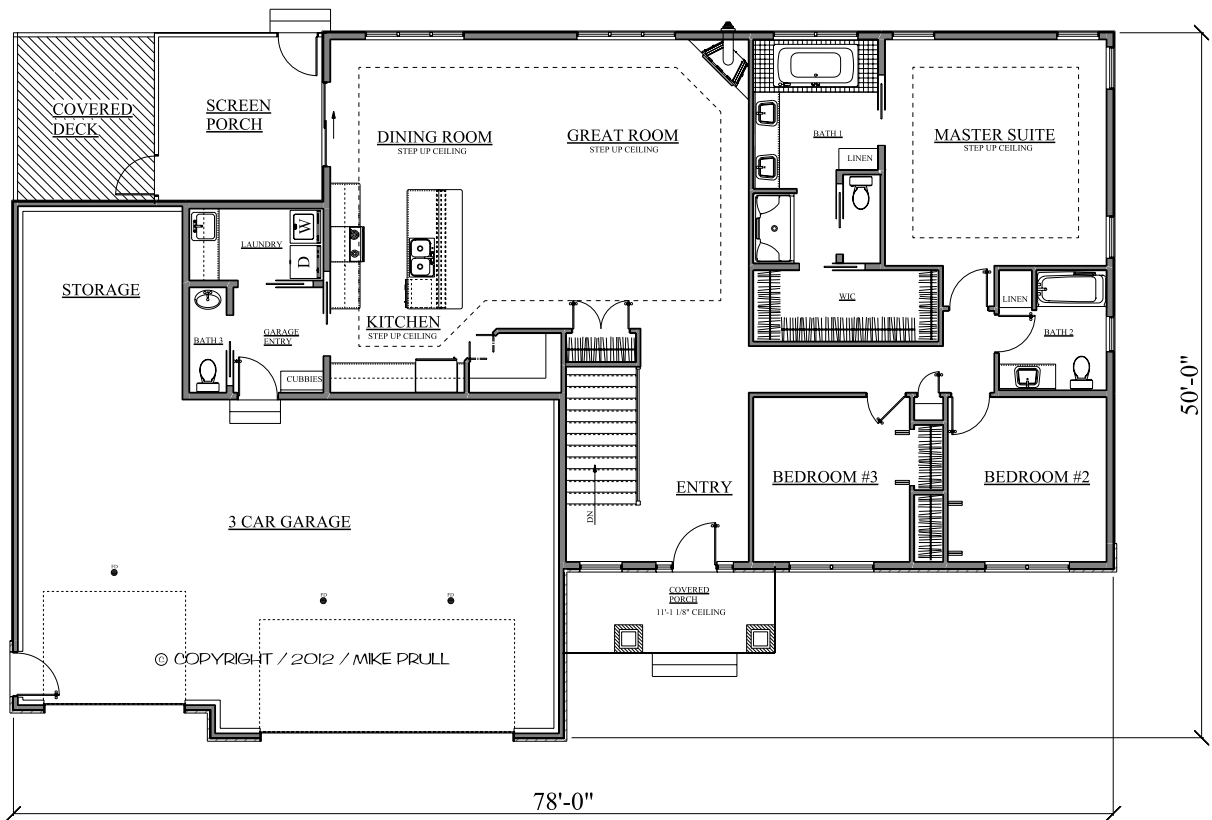 COVERED
DECK
SCREEN
PORCH
DINING ROOM
STEP UP CEILING
GREAT ROOM
STEP UP CEILING
BATH 1
LINEN
MASTER SUITE
STEP UP CEILING
LAUNDRY
W
D
STORAGE
WIC
LINEN
BATH 2
KITCHEN
STEP UP CEILING
BATH 3
GARAGE
ENTRY
CUBBIES
50'-0"
ENTRY
BEDROOM #3
BEDROOM #2
DN
3 CAR GARAGE
FD
FD
FD
COVERED
PORCH
11'-1 1/8" CEILING
© COPYRIGHT / 2012 / MIKE PRULL
78'-0"